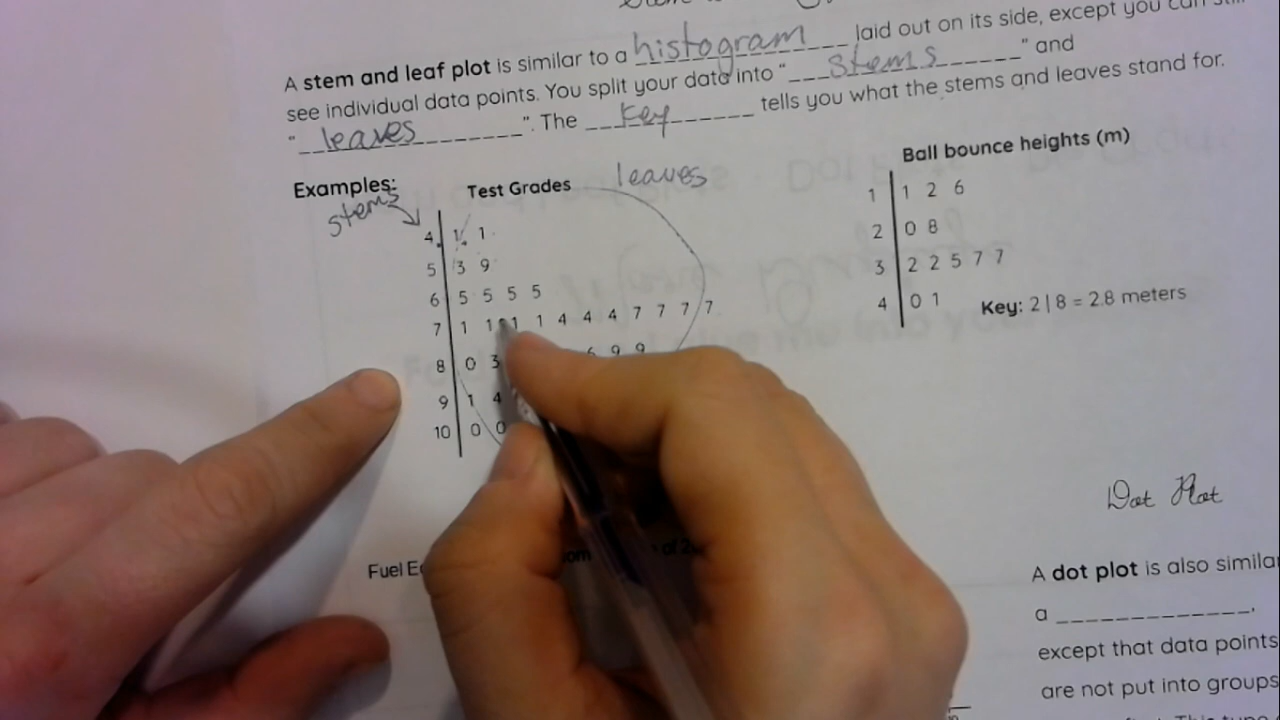 A stem and leaf plot is similar to a histogram laid out on its side, except you can
see individual data points. You split your data into "stems" and
"leaves". The key tells you what the stems and leaves stand for.
Examples:
stems
Test Grades
leaves
4 | 1 1
5 | 3 9
6 | 5 5 5 5
7 | 1 1 1 1 4 4 4 7 7 7 7
8 | 0 3 6 9 9
9 | 1 4
10 | 0 0
Ball bounce heights (m)
1 | 1 2 6
2 | 0 8
3 | 2 2 5 7 7
4 | 0 1
Key: 2 | 8 = 2.8 meters
Dot Plot
Fuel
A dot plot is also
a ____________.
except that data points
are not put into groups